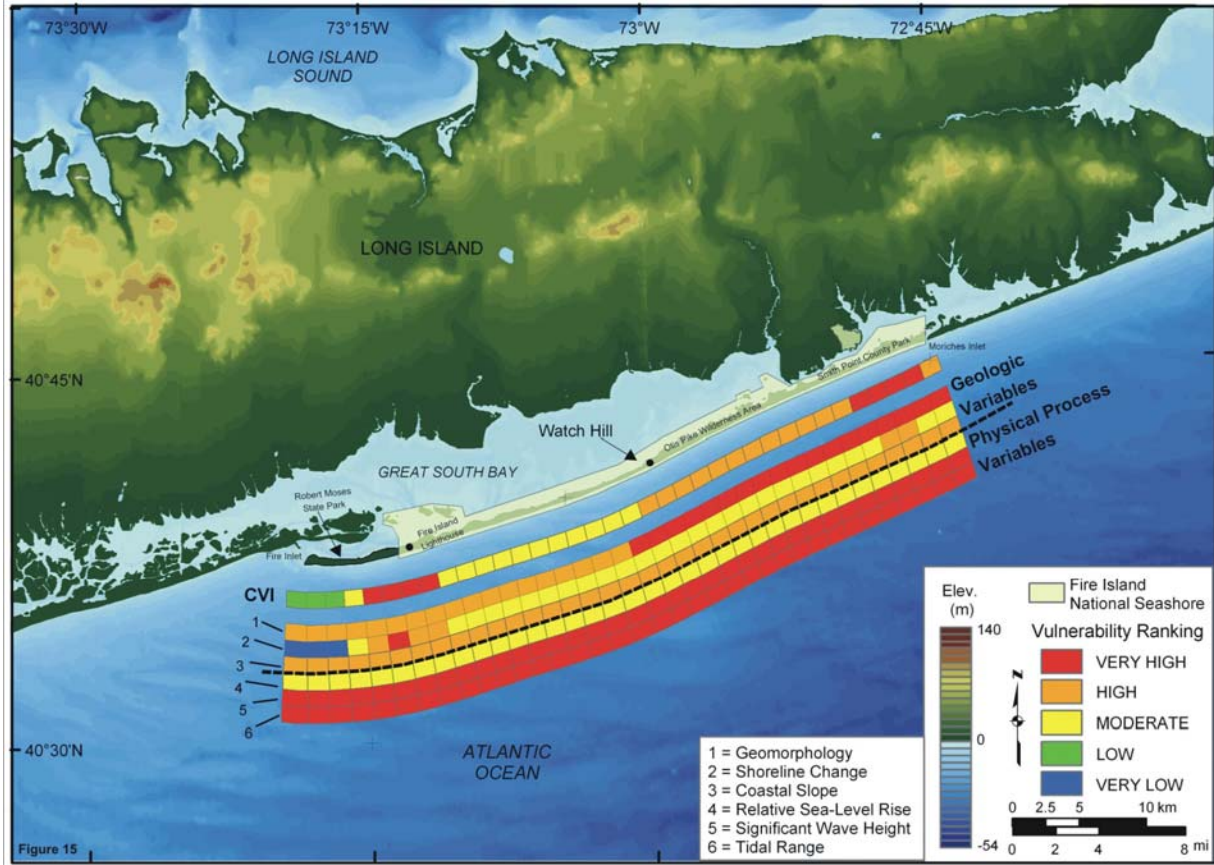 73°30'W
73°15'W
73°W
72°45'W
LONG ISLAND
SOUND
LONG ISLAND
40°45'N
Smith Point County Park
Moriches Inlet
Geologic
Variables
Otis Pike Wilderness Area
Watch Hill
Physical Process
Variables
GREAT SOUTH BAY
Robert Moses
State Park
Fire Island
Lighthouse
Fire Inlet
CVI
1
2
3
4
5
6
40°30'N
ATLANTIC
OCEAN
1 = Geomorphology
2 = Shoreline Change
3 = Coastal Slope
4 = Relative Sea-Level Rise
5 = Significant Wave Height
6 = Tidal Range
Elev.
(m)
140
0
-54
Fire Island
National Seashore
Vulnerability Ranking
VERY HIGH
HIGH
MODERATE
LOW
VERY LOW
N
0 2.5 5 10 km
0 2 4 8 mi
Figure 15